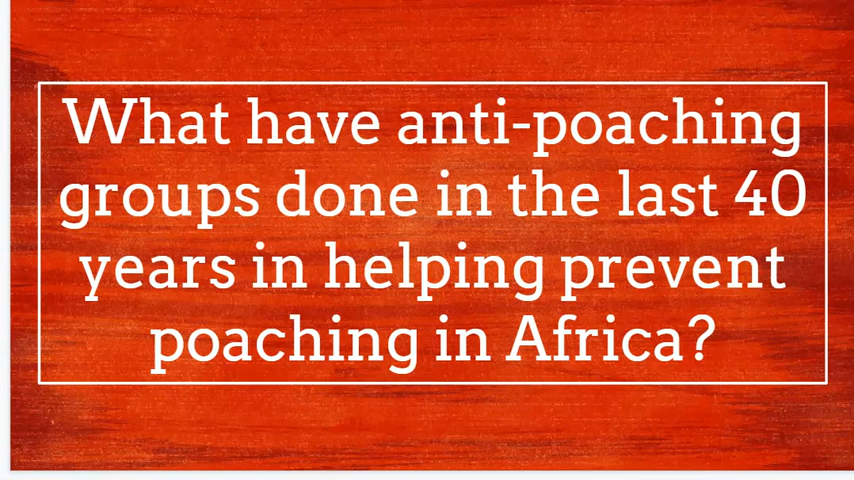 What have anti-poaching
groups done in the last 40
years in helping prevent
poaching in Africa?